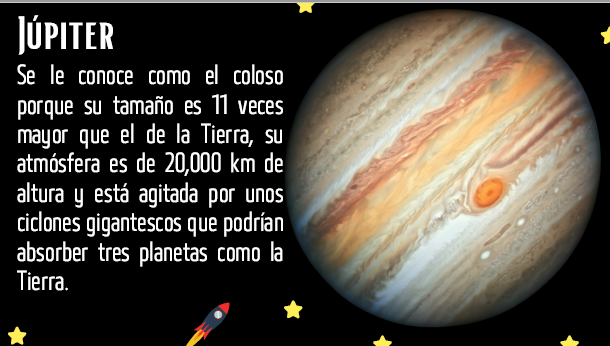 Júpiter
Se le conoce como el coloso
porque su tamaño es 11 veces
mayor que el de la Tierra, su
atmósfera es de 20,000 km de
altura y está agitada por unos
ciclones gigantescos que podrían
absorber tres planetas como la
Tierra.